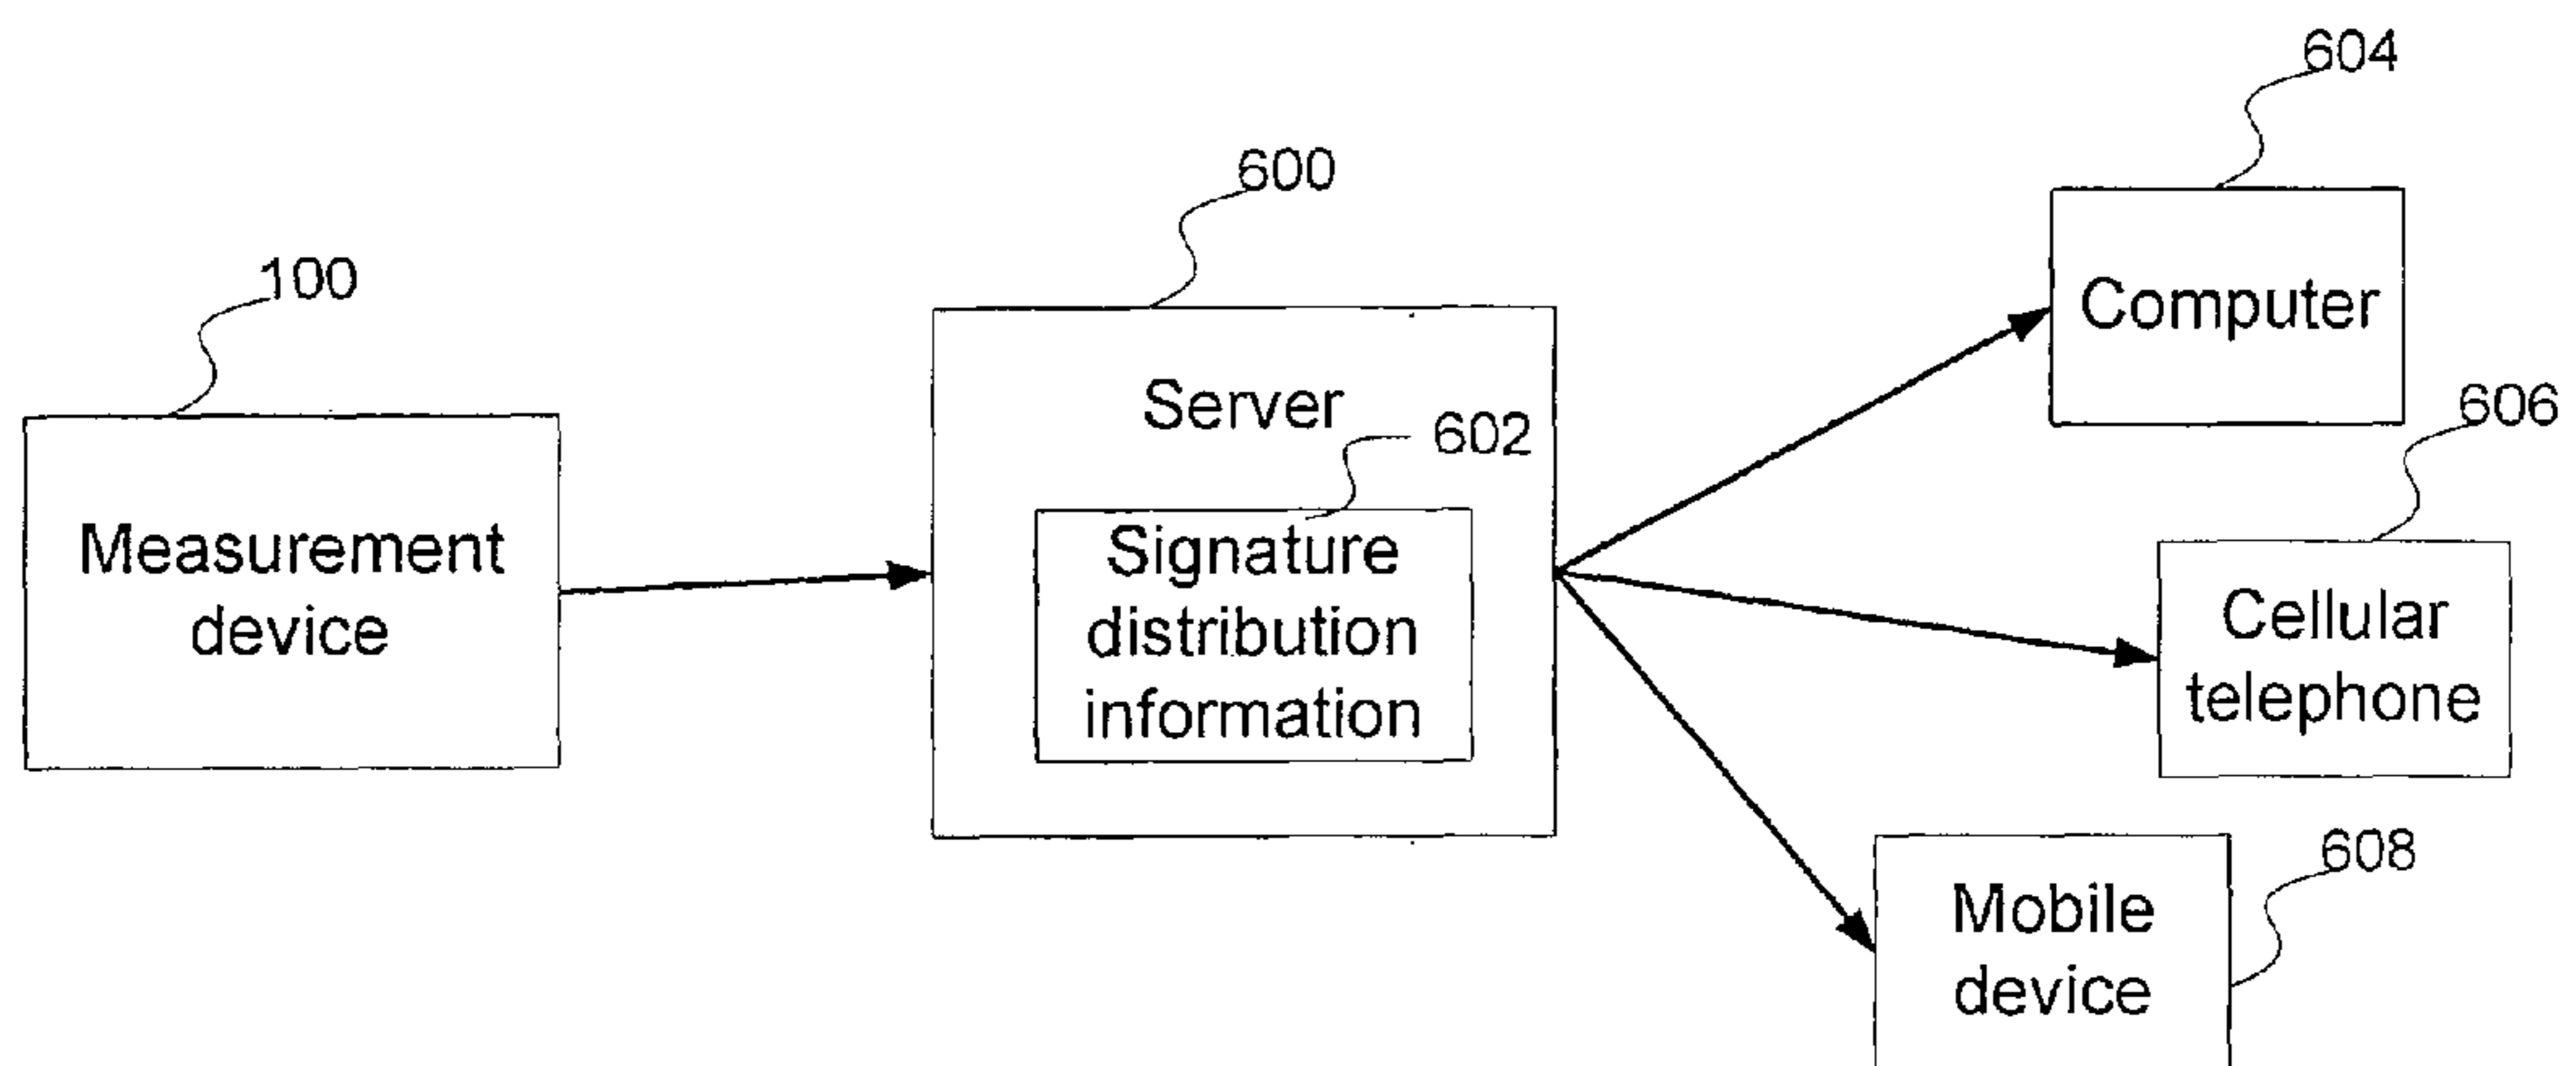 604
600
100
Computer
Server
606
602
Measurement
device
Signature
distribution
information
Cellular
telephone
608
Mobile
device